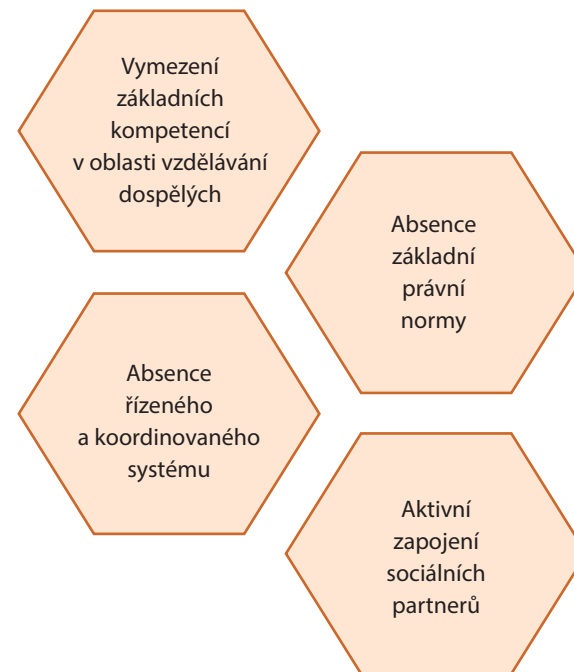 Vymezení
základních
kompetencí
v oblasti vzdělávání
dospělých
Absence
základní
právní
normy
Absence
řízeného
a koordinovaného
systému
Aktivní
zapojení
sociálních
partnerů